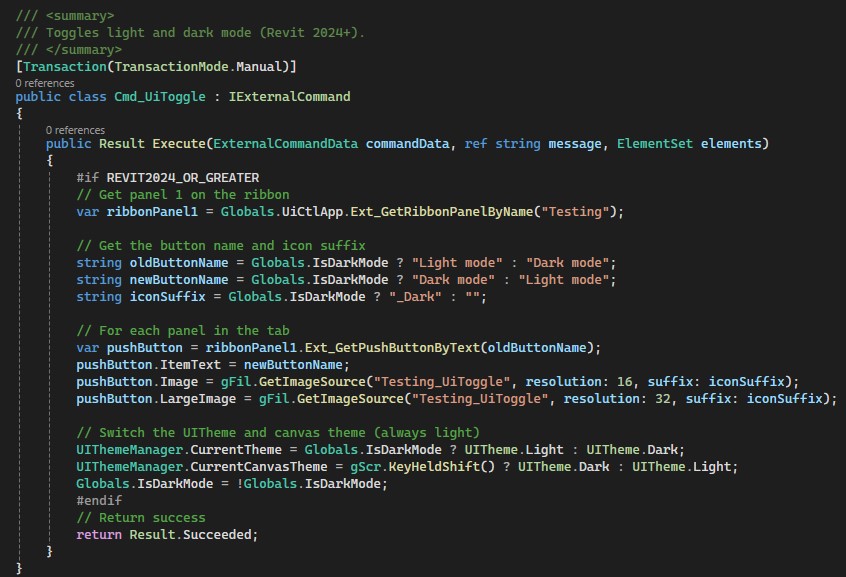 /// <summary>
/// Toggles light and dark mode (Revit 2024+).
/// </summary>
[Transaction(TransactionMode.Manual)]
0 references
public class Cmd_UiToggle : IExternalCommand
{
0 references
public Result Execute(ExternalCommandData commandData, ref string message, ElementSet elements)
{
#if REVIT2024_OR_GREATER
// Get panel 1 on the ribbon
var ribbonPanel1 = Globals.UiCtlApp.Ext_GetRibbonPanelByName("Testing");
// Get the button name and icon suffix
string oldButtonName = Globals.IsDarkMode ? "Light mode" : "Dark mode";
string newButtonName = Globals.IsDarkMode ? "Dark mode" : "Light mode";
string iconSuffix = Globals.IsDarkMode ? "_Dark" : "";
// For each panel in the tab
var pushButton = ribbonPanel1.Ext_GetPushButtonByText(oldButtonName);
pushButton.ItemText = newButtonName;
pushButton.Image = gFil.GetImageSource("Testing_UiToggle", resolution: 16, suffix: iconSuffix);
pushButton.LargeImage = gFil.GetImageSource("Testing_UiToggle", resolution: 32, suffix: iconSuffix);
// Switch the UITheme and canvas theme (always light)
UIThemeManager.CurrentTheme = Globals.IsDarkMode ? UITheme.Light : UITheme.Dark;
UIThemeManager.CurrentCanvasTheme = gScr.KeyHeldShift() ? UITheme.Dark : UITheme.Light;
Globals.IsDarkMode = !Globals.IsDarkMode;
#endif
// Return success
return Result.Succeeded;
}
}